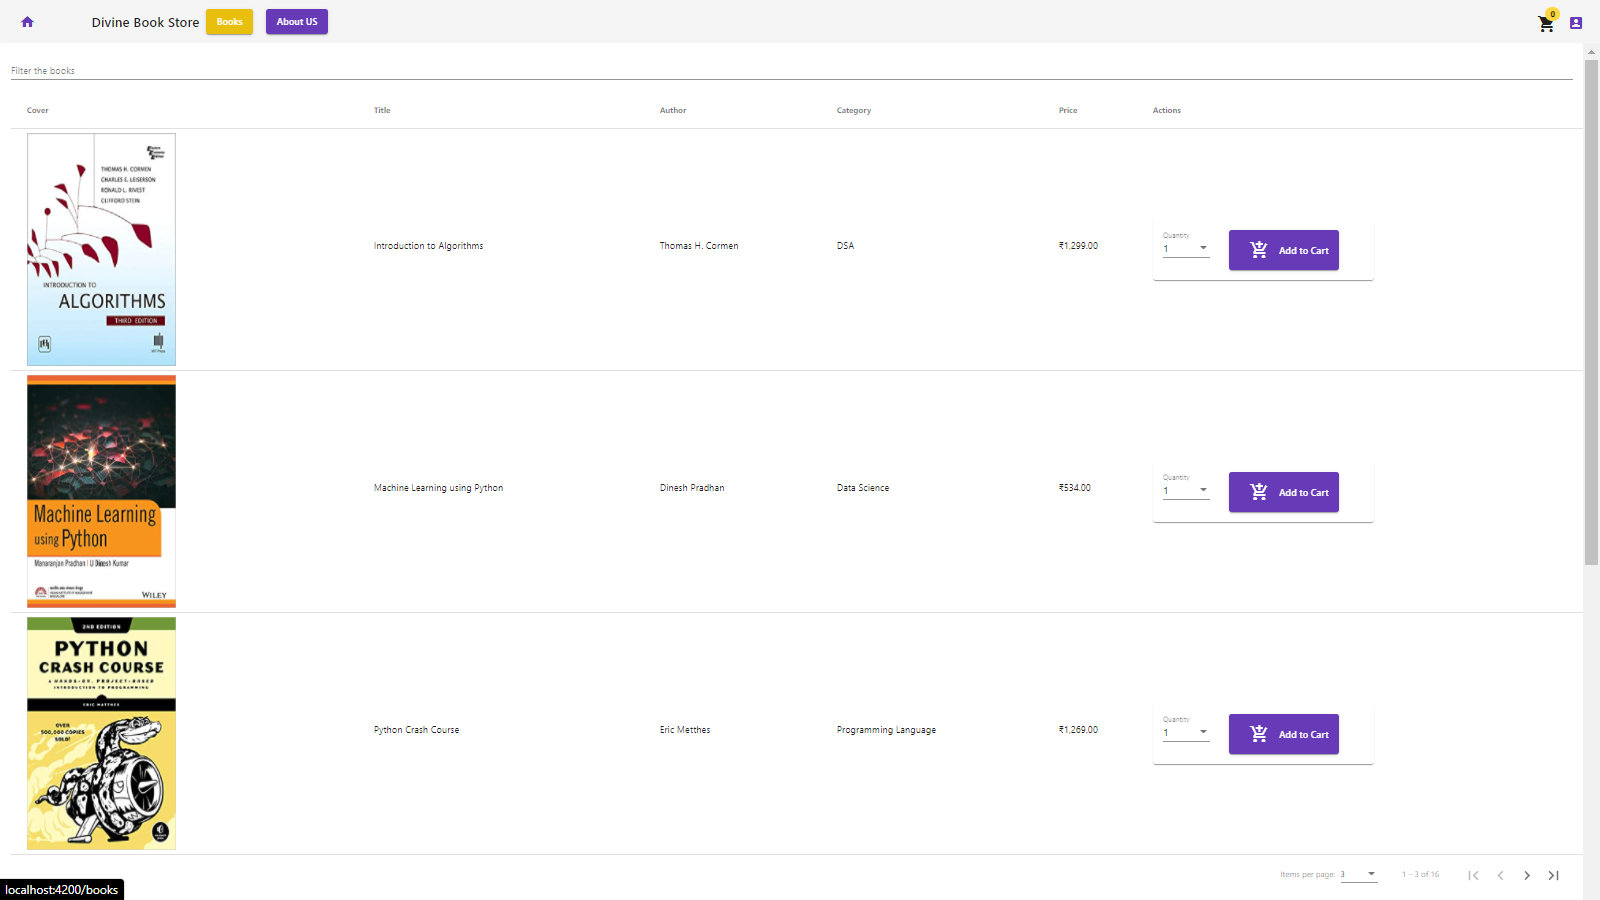 Divine Book Store Books About US 0
Filter the books
Cover Title Author Category Price Actions
THOMAS H. CORMEN
CHARLES E. LEISERSON
RONALD L. RIVEST
CLIFFORD STEIN
INTRODUCTION TO
ALGORITHMS
THIRD EDITION
Introduction to Algorithms Thomas H. Cormen DSA ₹1,299.00
Quantity
1 Add to Cart
Machine Learning
using Python
Manaranjan Pradhan | U Dinesh Kumar
WILEY
Machine Learning using Python Dinesh Pradhan Data Science ₹534.00
Quantity
1 Add to Cart
2ND EDITION
PYTHON
CRASH COURSE
A HANDS-ON, PROJECT-BASED
INTRODUCTION TO PROGRAMMING
ERIC MATTHES
OVER
500,000 COPIES
SOLD!
Python Crash Course Eric Metthes Programming Language ₹1,269.00
Quantity
1 Add to Cart
Items per page: 3 1 – 3 of 16
localhost:4200/books